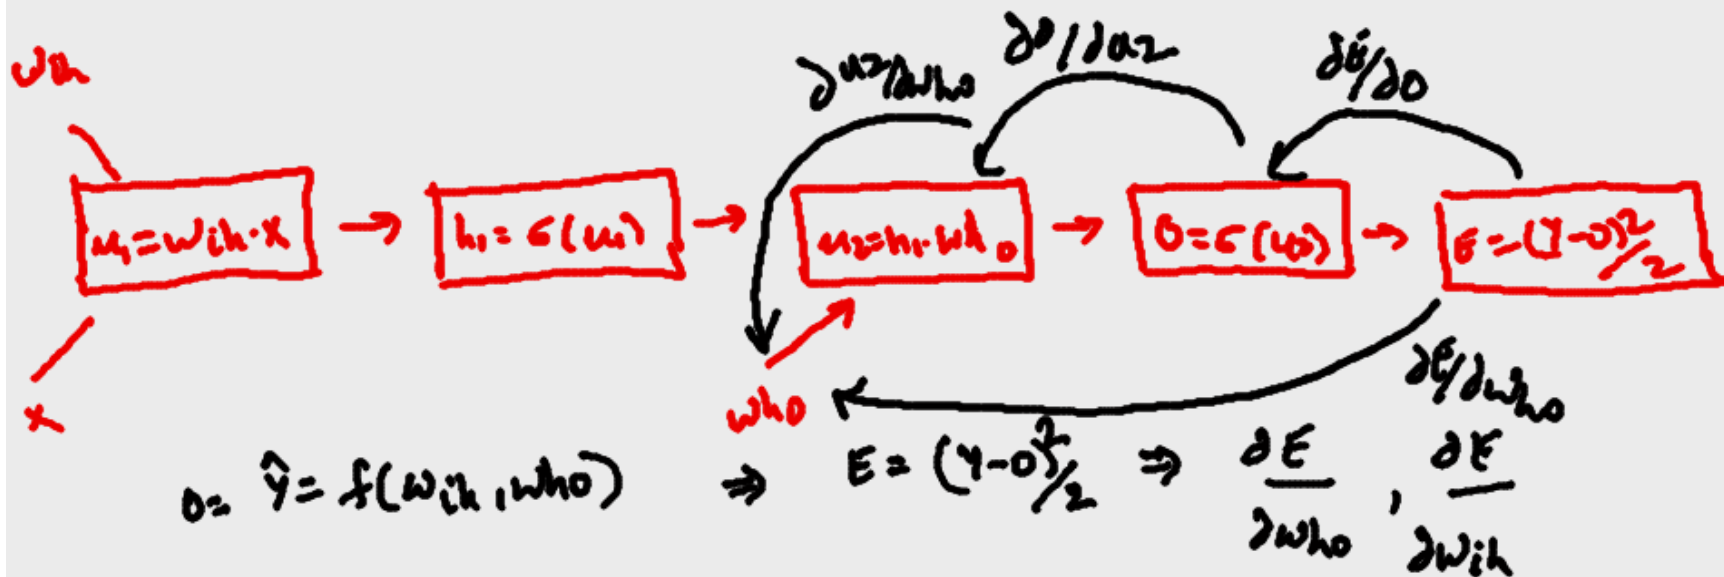 ∂u2/∂who ∂O/∂u2 ∂E/∂O
wih
u₁=wih·x → h₁=σ(u₁) → u₂=h₁·who → O=σ(u2) → E=(Y-O)²/2
x
who ∂E/∂who
O= ŷ=f(wih,who) ⇒ E=(Y-O)²/2 ⇒ ∂E/∂who , ∂E/∂wih